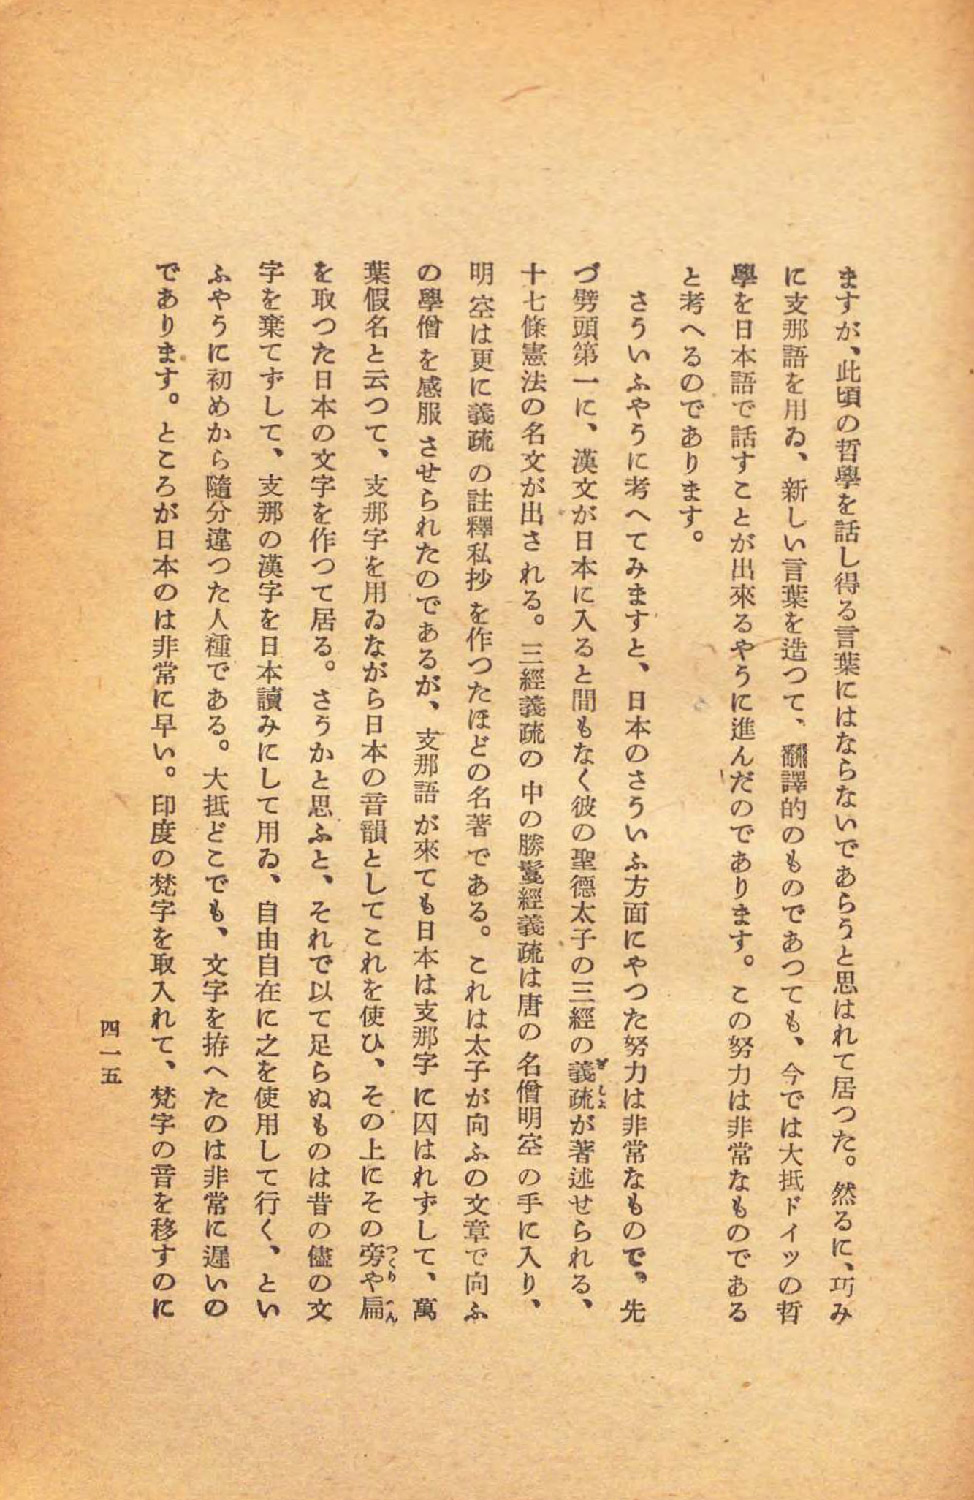 ますが、此頃の哲學を話し得る言葉にはならないであらうと思はれて居つた。然るに、巧み
に支那語を用ゐ、新しい言葉を造つて、翻譯的のものであつても、今では大抵ドイツの哲
學を日本語で話すことが出來るやうに進んだのであります。この努力は非常なものである
と考へるのであります。
さういふやうに考へてみますと、日本のさういふ方面にやつた努力は非常なもので。先
づ劈頭第一に、漢文が日本に入ると間もなく彼の聖德太子の三經の義疏が著述せられる、
十七條憲法の名文が出される。三經義疏の中の勝鬘經義疏は唐の名僧明空の手に入り、
明空は更に義疏の註釋私抄を作つたほどの名著である。これは太子が向ふの文章で向ふ
の學僧を感服させられたのであるが、支那語が來ても日本は支那字に囚はれずして、萬
葉假名と云つて、支那字を用ゐながら日本の音韻としてこれを使ひ、その上にその旁や扁
を取つた日本の文字を作つて居る。さうかと思ふと、それで以て足らぬものは昔の儘の文
字を棄てずして、支那の漢字を日本讀みにして用ゐ、自由自在に之を使用して行く、とい
ふやうに初めから隨分違つた人種である。大抵どこでも、文字を拵へたのは非常に遲いの
であります。ところが日本のは非常に早い。印度の梵字を取入れて、梵字の音を移すのに
四一五